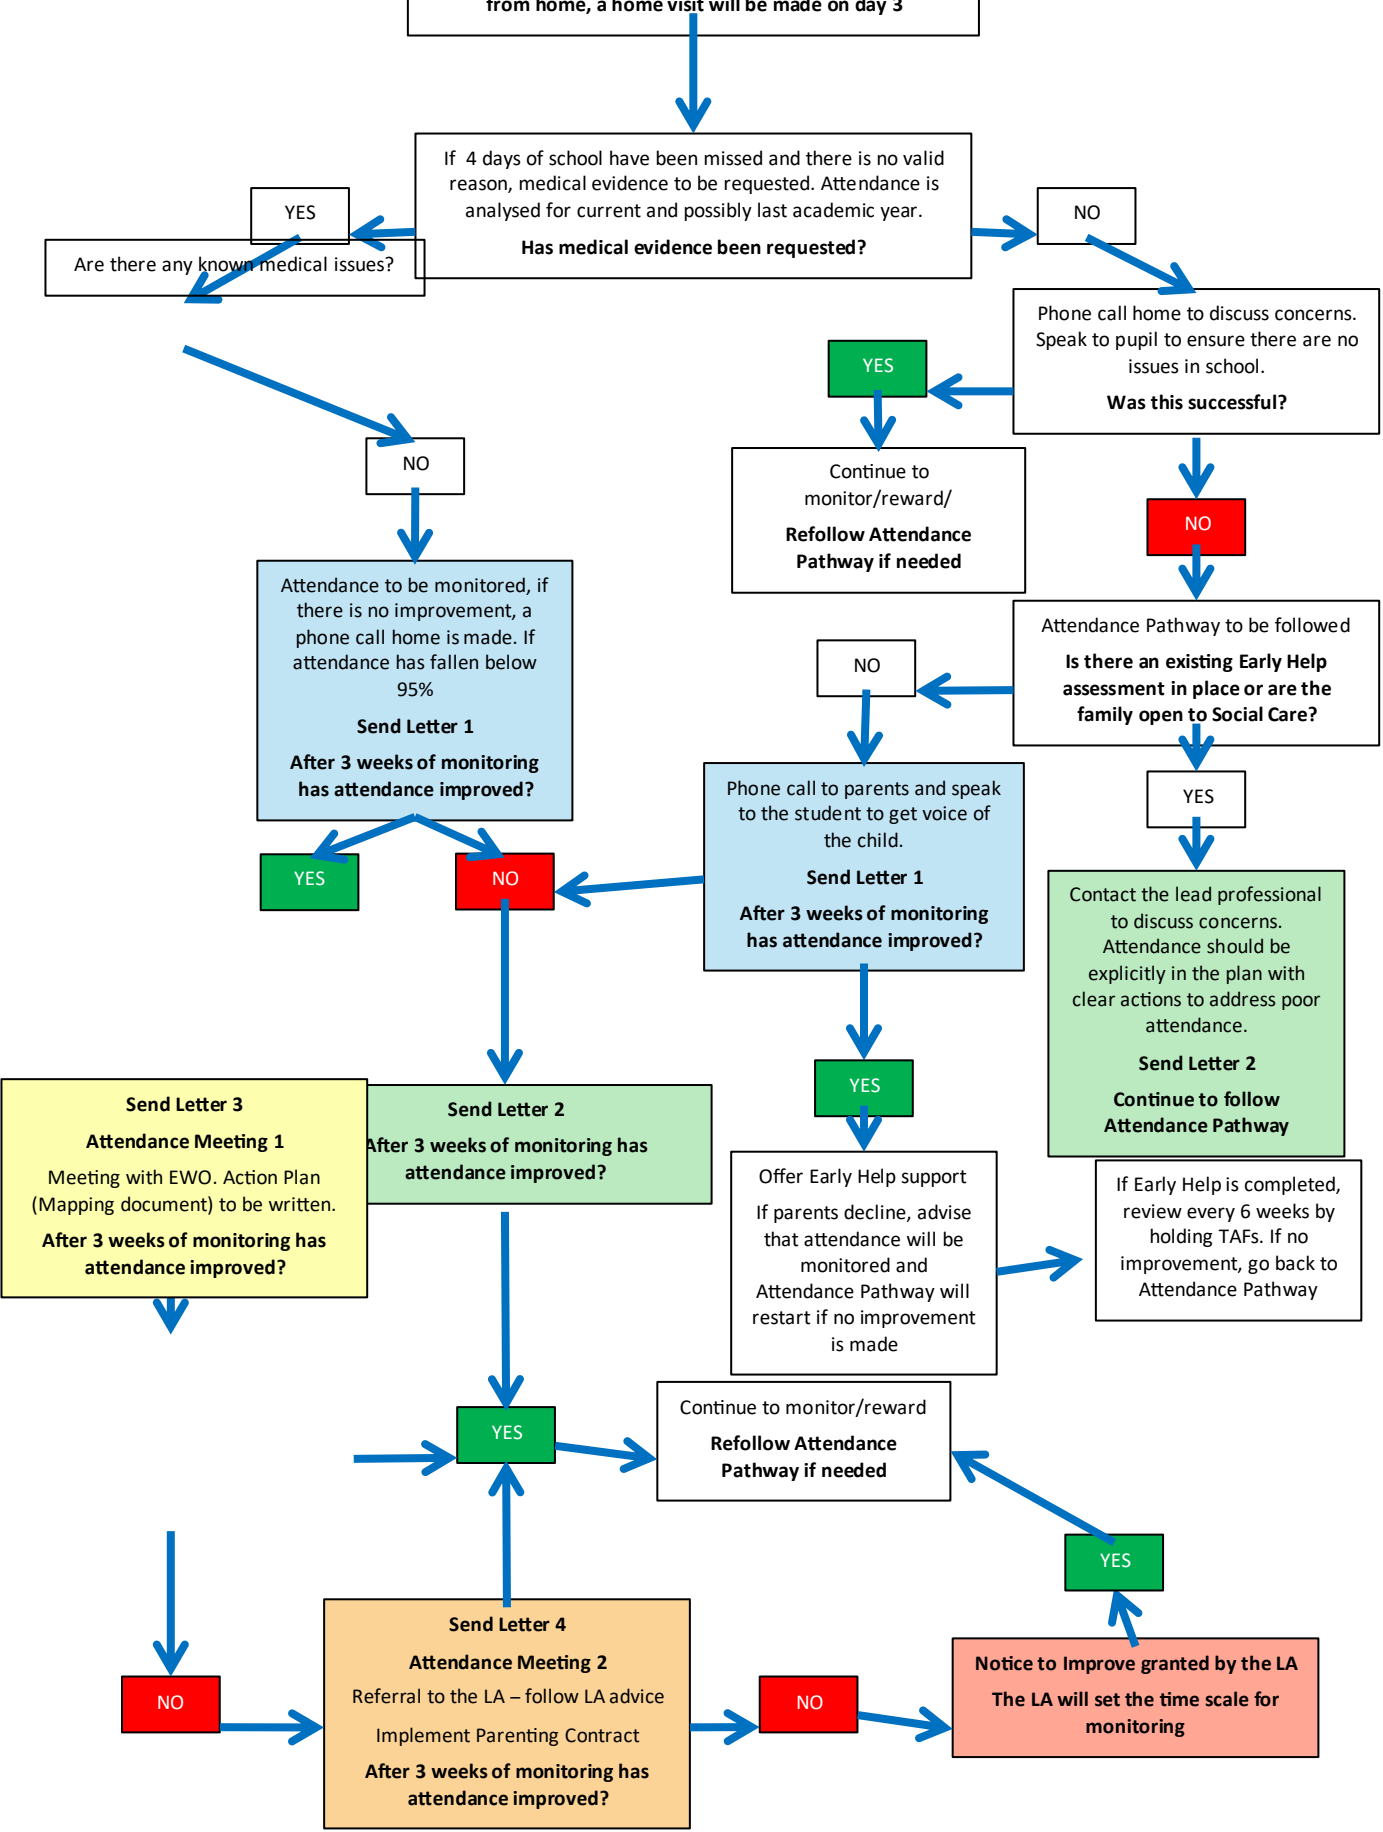 from home, a home visit will be made on day 3
If 4 days of school have been missed and there is no valid
reason, medical evidence to be requested. Attendance is
analysed for current and possibly last academic year.
Has medical evidence been requested?
YES
NO
Are there any known medical issues?
Phone call home to discuss concerns.
Speak to pupil to ensure there are no
issues in school.
Was this successful?
YES
NO
Continue to
monitor/reward/
Refollow Attendance
Pathway if needed
NO
Attendance to be monitored, if
there is no improvement, a
phone call home is made. If
attendance has fallen below
95%
Send Letter 1
After 3 weeks of monitoring
has attendance improved?
Attendance Pathway to be followed
Is there an existing Early Help
assessment in place or are the
family open to Social Care?
NO
YES
Phone call to parents and speak
to the student to get voice of
the child.
Send Letter 1
After 3 weeks of monitoring
has attendance improved?
YES
NO
Contact the lead professional
to discuss concerns.
Attendance should be
explicitly in the plan with
clear actions to address poor
attendance.
Send Letter 2
Continue to follow
Attendance Pathway
YES
Send Letter 3
Attendance Meeting 1
Meeting with EWO. Action Plan
(Mapping document) to be written.
After 3 weeks of monitoring has
attendance improved?
Send Letter 2
After 3 weeks of monitoring has
attendance improved?
Offer Early Help support
If parents decline, advise
that attendance will be
monitored and
Attendance Pathway will
restart if no improvement
is made
If Early Help is completed,
review every 6 weeks by
holding TAFs. If no
improvement, go back to
Attendance Pathway
YES
Continue to monitor/reward
Refollow Attendance
Pathway if needed
YES
NO
Send Letter 4
Attendance Meeting 2
Referral to the LA – follow LA advice
Implement Parenting Contract
After 3 weeks of monitoring has
attendance improved?
NO
Notice to Improve granted by the LA
The LA will set the time scale for
monitoring